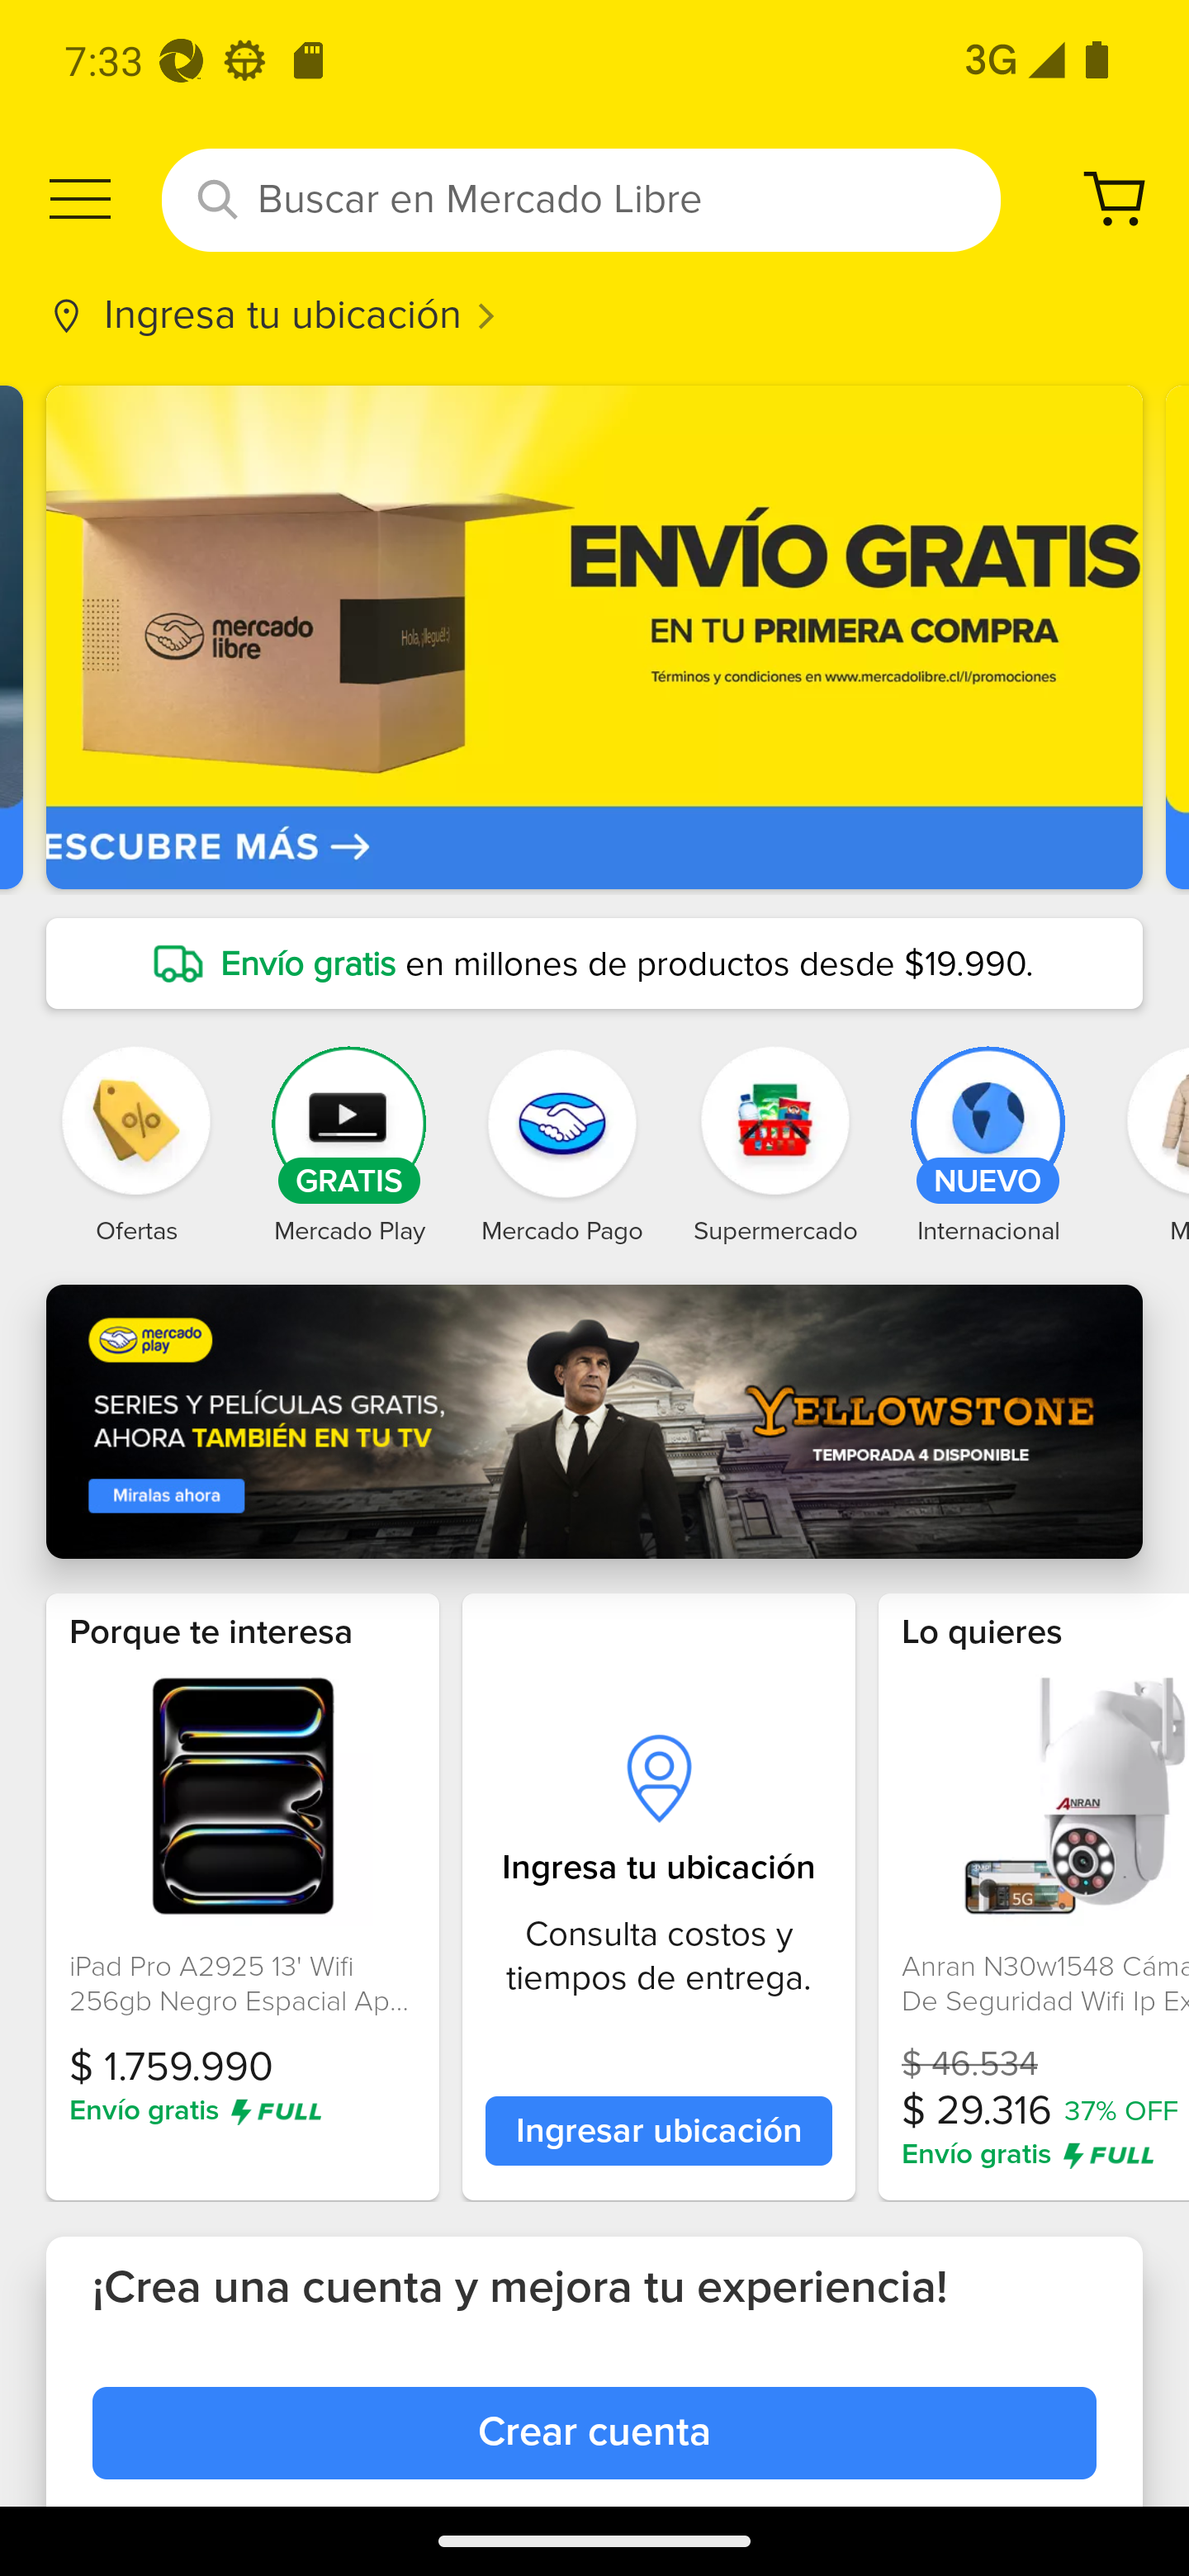 7:33
3G
Buscar en Mercado Libre
Ingresa tu ubicación
mercado
libre
Hola, ¡llegué!:)
ENVÍO GRATIS
EN TU PRIMERA COMPRA
Términos y condiciones en www.mercadolibre.cl/l/promociones
ESCUBRE MÁS →
Envío gratis en millones de productos desde $19.990.
GRATIS
NUEVO
Ofertas
Mercado Play
Mercado Pago
Supermercado
Internacional
M
mercado
play
SERIES Y PELÍCULAS GRATIS,
AHORA TAMBIÉN EN TU TV
Miralas ahora
YELLOWSTONE
TEMPORADA 4 DISPONIBLE
Porque te interesa
iPad Pro A2925 13' Wifi
256gb Negro Espacial Ap...
$ 1.759.990
Envío gratis FULL
Ingresa tu ubicación
Consulta costos y
tiempos de entrega.
Ingresar ubicación
Lo quieres
ANRAN
5G
Anran N30w1548 Cáma
De Seguridad Wifi Ip Ex
$ 46.534
$ 29.316 37% OFF
Envío gratis FULL
¡Crea una cuenta y mejora tu experiencia!
Crear cuenta